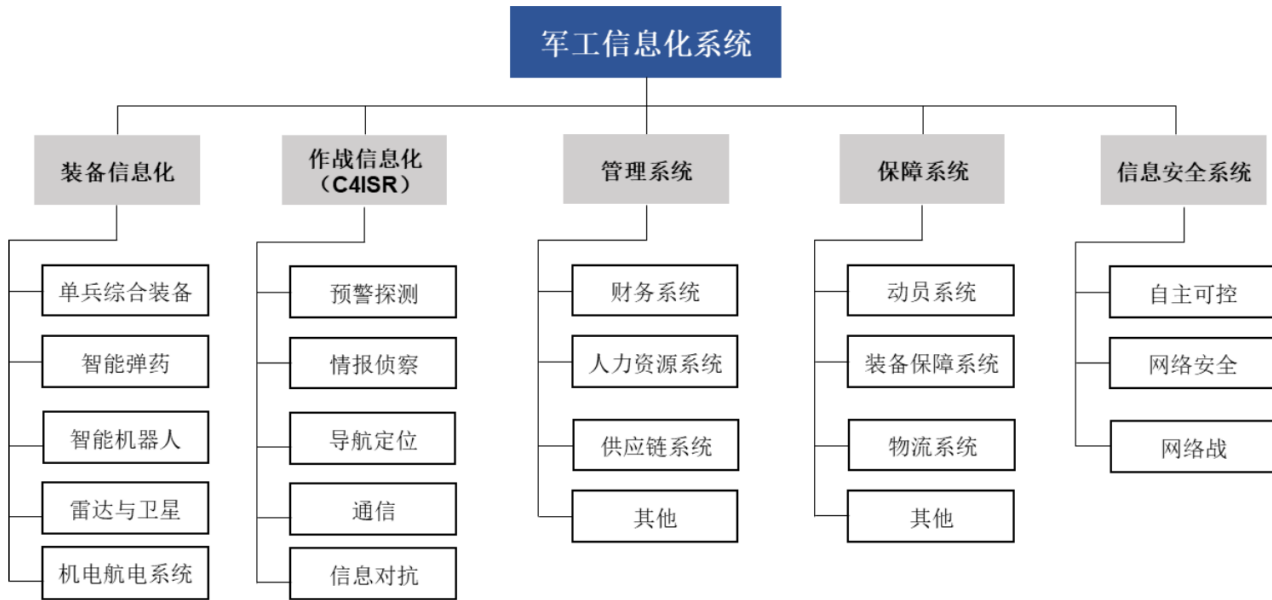 军工信息化系统
装备信息化
作战信息化
（C4ISR）
管理系统
保障系统
信息安全系统
单兵综合装备
智能弹药
智能机器人
雷达与卫星
机电航电系统
预警探测
情报侦察
导航定位
通信
信息对抗
财务系统
人力资源系统
供应链系统
其他
动员系统
装备保障系统
物流系统
其他
自主可控
网络安全
网络战